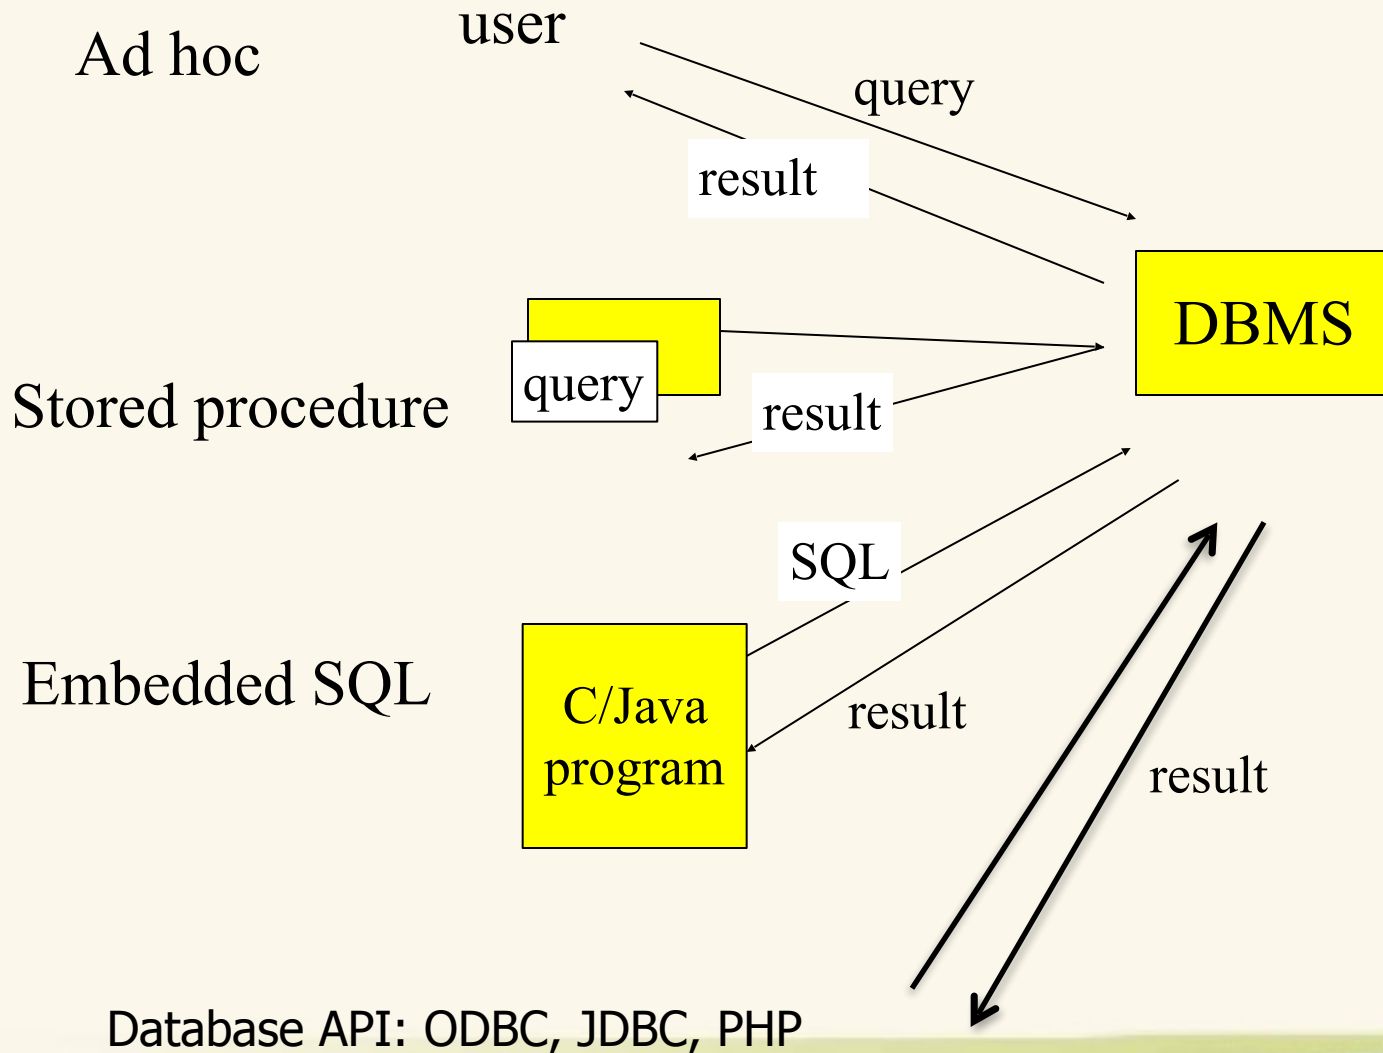 user
Ad hoc
query
result
DBMS
query
Stored procedure
result
SQL
Embedded SQL
C/Java
program
result
result
Database API: ODBC, JDBC, PHP